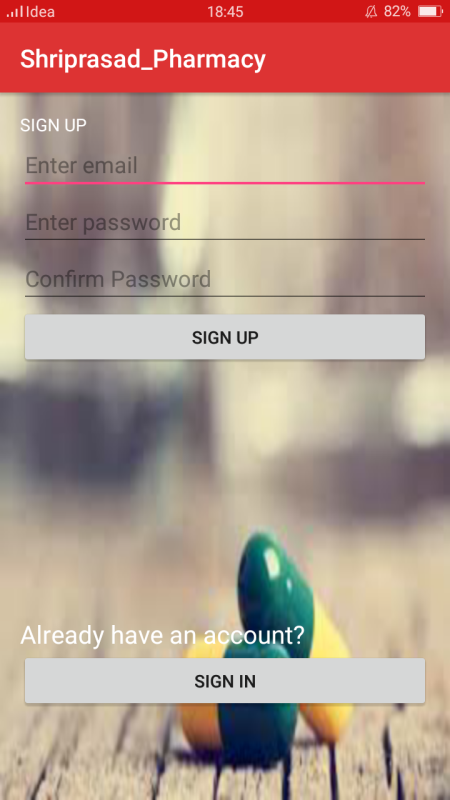 Idea 18:45 82%
Shriprasad_Pharmacy
SIGN UP
Enter email
Enter password
Confirm Password
SIGN UP
Already have an account?
SIGN IN